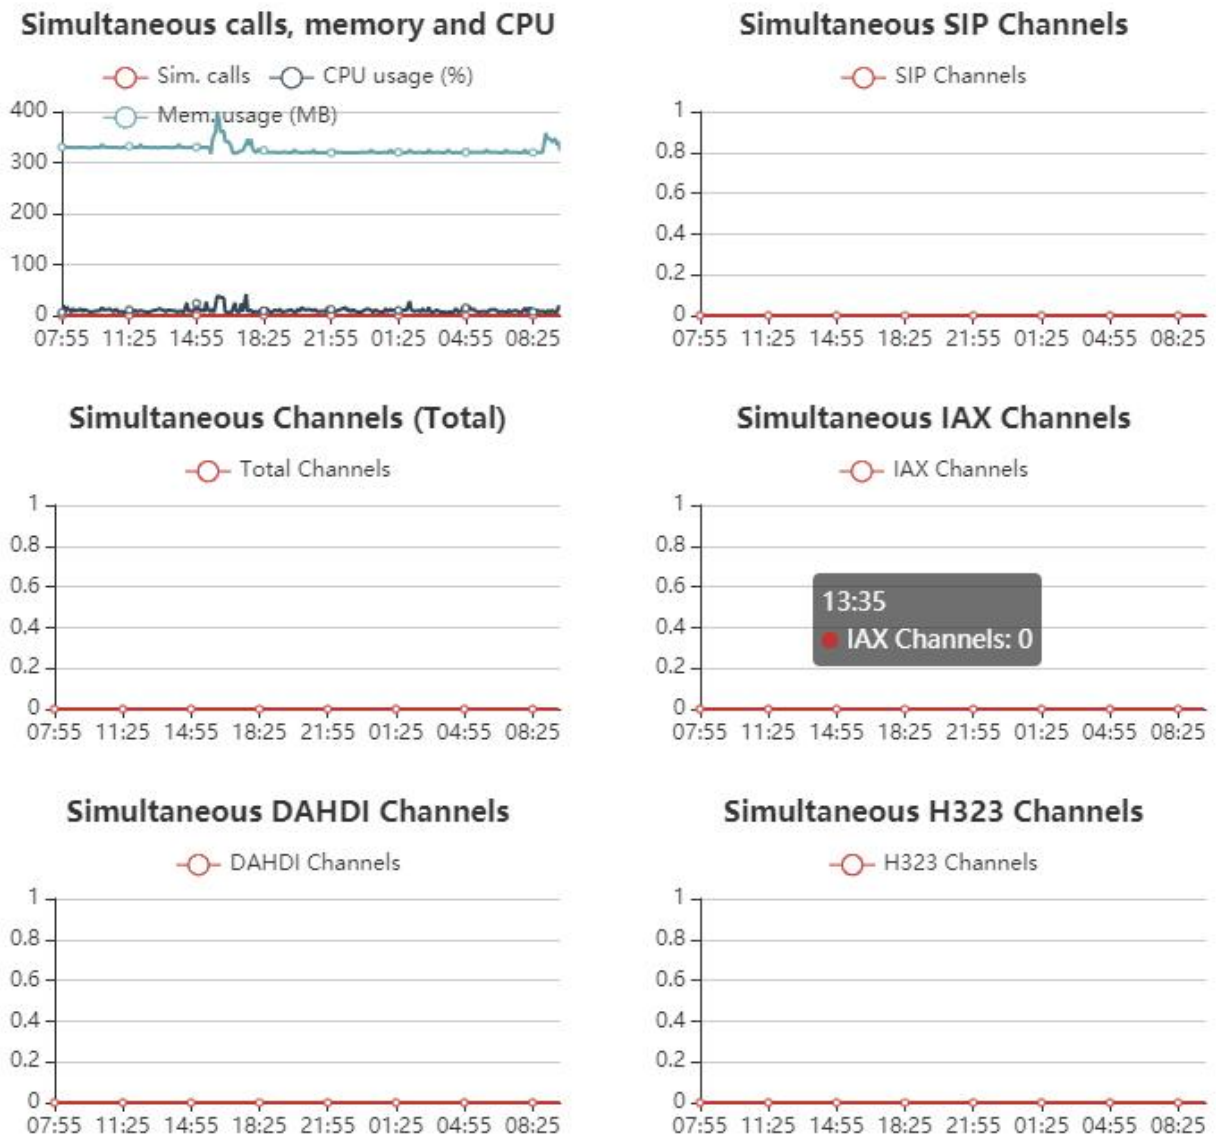 Simultaneous calls, memory and CPU
Sim. calls CPU usage (%)
Mem. usage (MB)
400
300
200
100
0
07:55 11:25 14:55 18:25 21:55 01:25 04:55 08:25
Simultaneous SIP Channels
SIP Channels
1
0.8
0.6
0.4
0.2
0
07:55 11:25 14:55 18:25 21:55 01:25 04:55 08:25
Simultaneous Channels (Total)
Total Channels
1
0.8
0.6
0.4
0.2
0
07:55 11:25 14:55 18:25 21:55 01:25 04:55 08:25
Simultaneous IAX Channels
IAX Channels
1
0.8
0.6
0.4
0.2
0
13:35
IAX Channels: 0
07:55 11:25 14:55 18:25 21:55 01:25 04:55 08:25
Simultaneous DAHDI Channels
DAHDI Channels
1
0.8
0.6
0.4
0.2
0
07:55 11:25 14:55 18:25 21:55 01:25 04:55 08:25
Simultaneous H323 Channels
H323 Channels
1
0.8
0.6
0.4
0.2
0
07:55 11:25 14:55 18:25 21:55 01:25 04:55 08:25